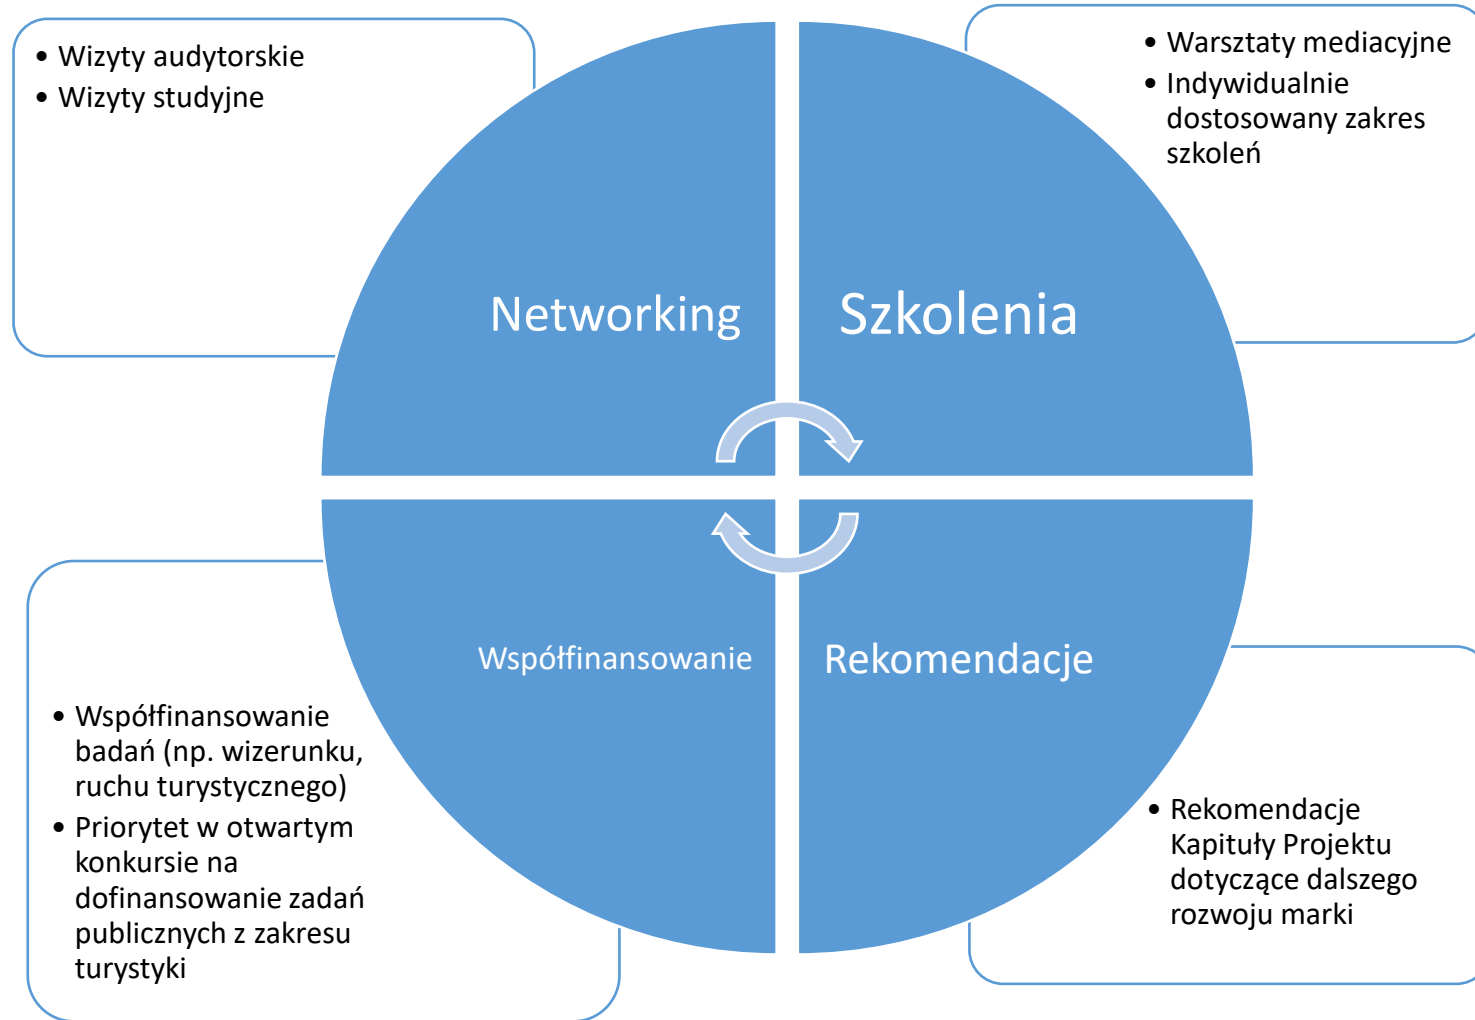 • Wizyty audytorskie
• Wizyty studyjne
• Warsztaty mediacyjne
• Indywidualnie
dostosowany zakres
szkoleń
Networking
Szkolenia
Współfinansowanie
Rekomendacje
• Współfinansowanie
badań (np. wizerunku,
ruchu turystycznego)
• Priorytet w otwartym
konkursie na
dofinansowanie zadań
publicznych z zakresu
turystyki
• Rekomendacje
Kapituły Projektu
dotyczące dalszego
rozwoju marki